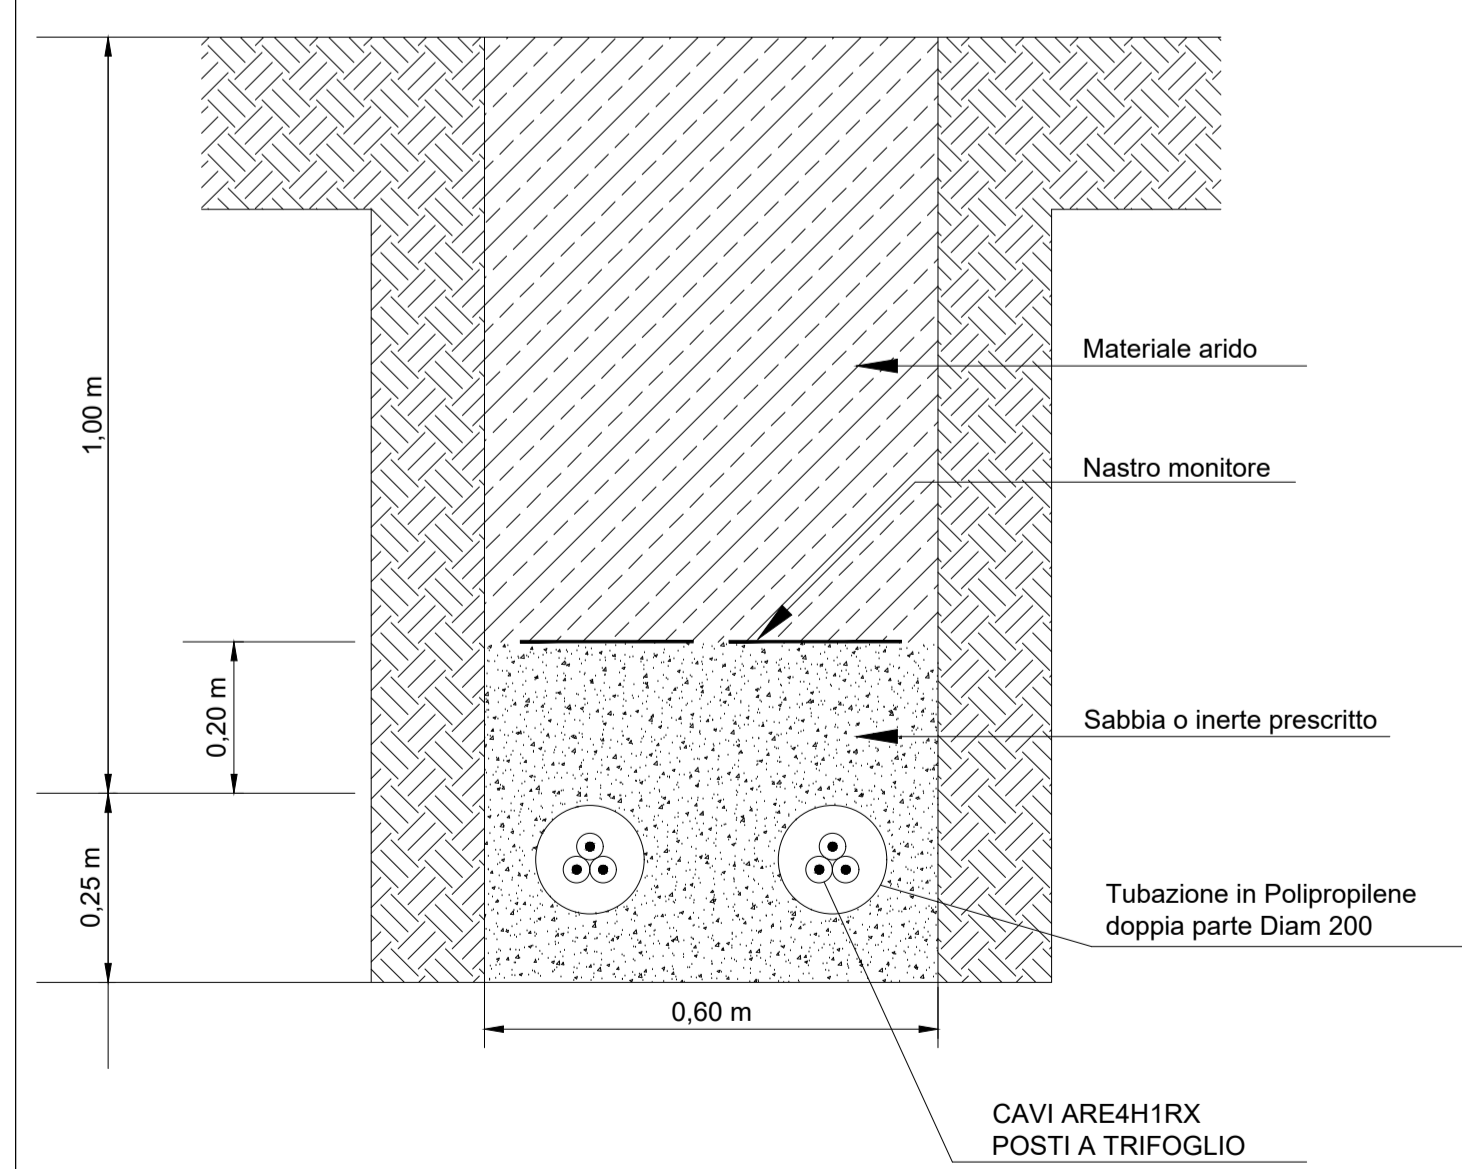 1,00 m
Materiale arido
Nastro monitore
0,20 m
Sabbia o inerte prescritto
0,25 m
Tubazione in Polipropilene
doppia parte Diam 200
0,60 m
CAVI ARE4H1RX
POSTI A TRIFOGLIO